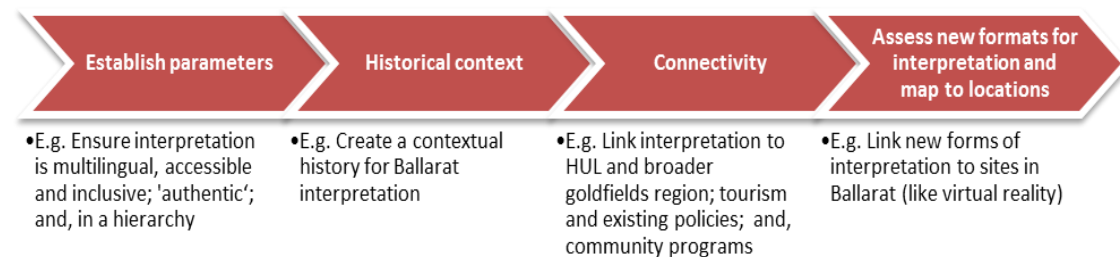 Establish parameters
Historical context
Connectivity
Assess new formats for
interpretation and
map to locations
•E.g. Ensure interpretation
is multilingual, accessible
and inclusive; 'authentic‘;
and, in a hierarchy
•E.g. Create a contextual
history for Ballarat
interpretation
•E.g. Link interpretation to
HUL and broader
goldfields region; tourism
and existing policies;  and,
community programs
•E.g. Link new forms of
interpretation to sites in
Ballarat (like virtual reality)